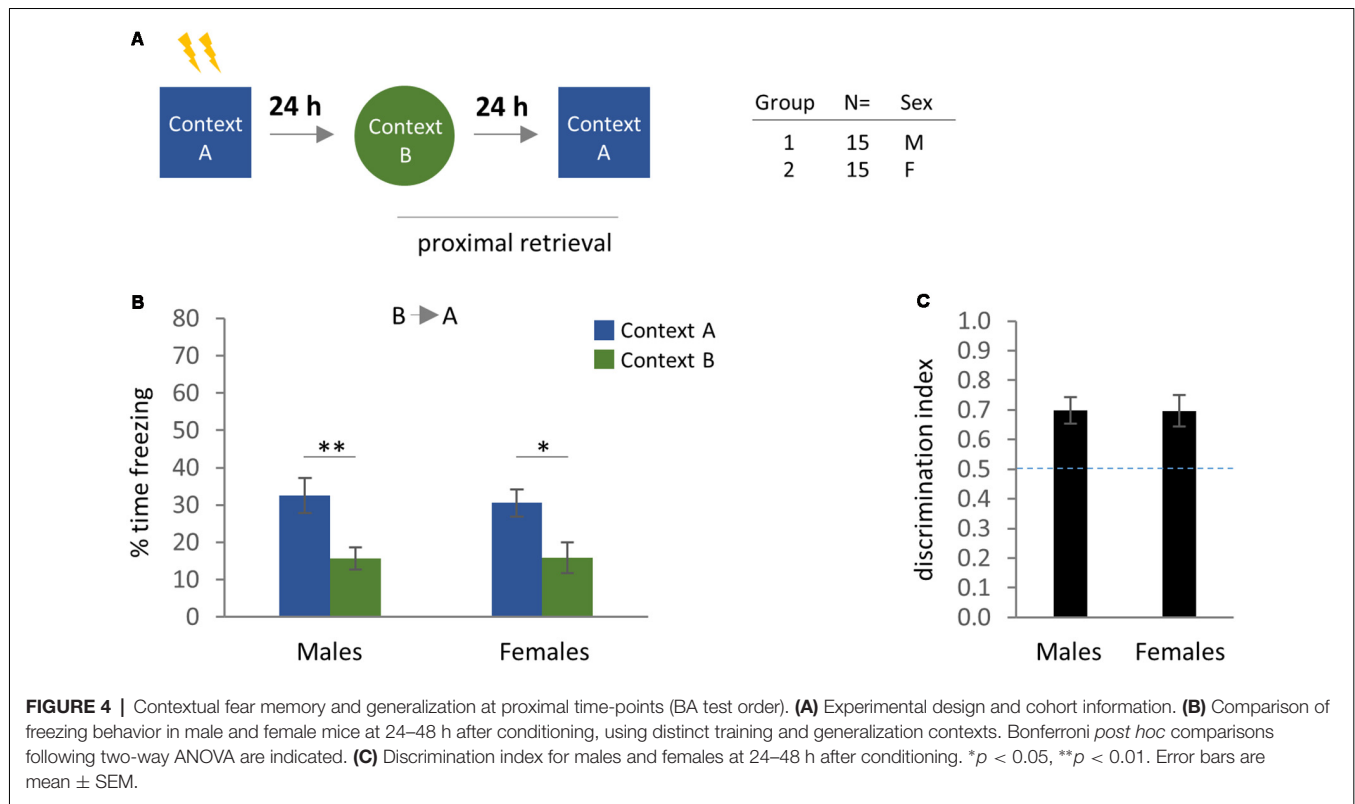 A
Context
A
24 h
Context
B
24 h
Context
A
proximal retrieval
Group N= Sex
1 15 M
2 15 F
B
B A
Context A
Context B
% time freezing
80
70
60
50
40
30
20
10
0
**
*
Males Females
C
discrimination index
1.0
0.9
0.8
0.7
0.6
0.5
0.4
0.3
0.2
0.1
0.0
Males Females
FIGURE 4 | Contextual fear memory and generalization at proximal time-points (BA test order). (A) Experimental design and cohort information. (B) Comparison of
freezing behavior in male and female mice at 24–48 h after conditioning, using distinct training and generalization contexts. Bonferroni post hoc comparisons
following two-way ANOVA are indicated. (C) Discrimination index for males and females at 24–48 h after conditioning. *p < 0.05, **p < 0.01. Error bars are
mean ± SEM.